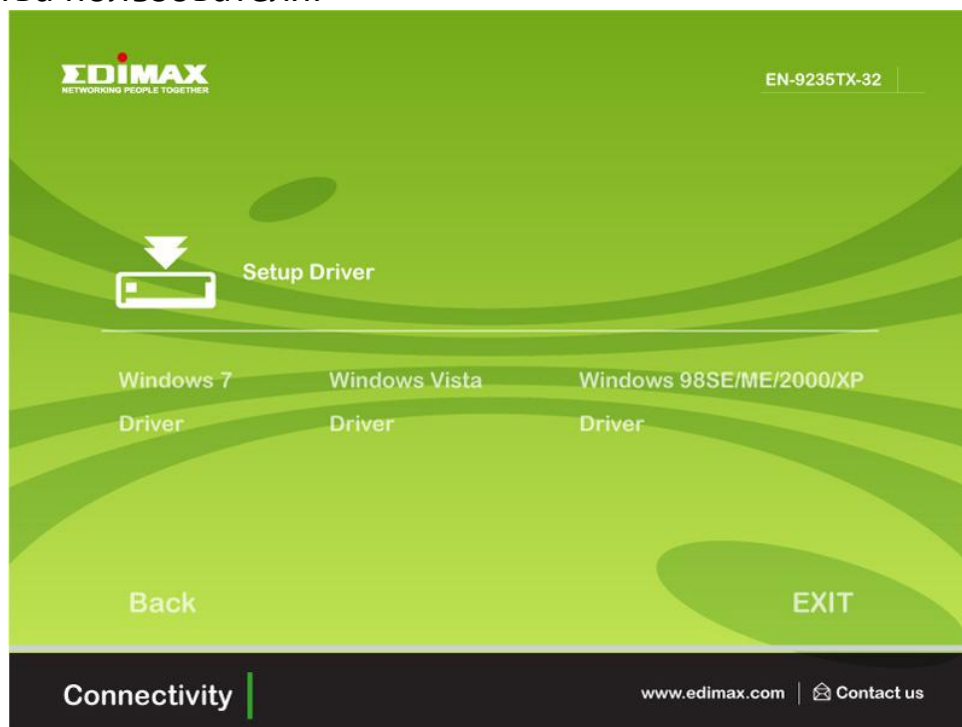 пользователя.
EDIMAX
NETWORKING PEOPLE TOGETHER
EN-9235TX-32
Setup Driver
Windows 7 Driver
Windows Vista Driver
Windows 98SE/ME/2000/XP Driver
Back
EXIT
Connectivity
www.edimax.com
Contact us